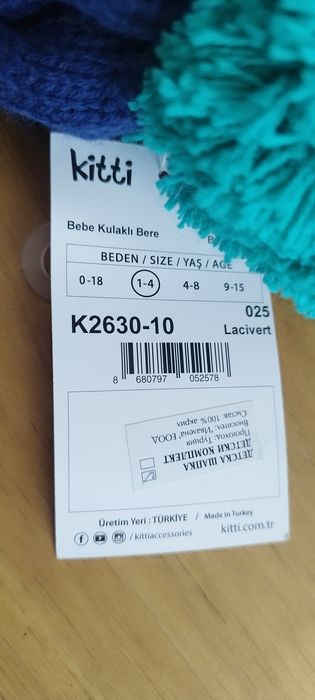 kitti
Bebe Kulaklı Bere
BEDEN / SIZE / YAŞ / AGE
0-18 1-4 4-8 9-15
K2630-10
025
Lacivert
8 680797 052578
ДЕТСКА ШАПКА
ДЕТСКИ КОМПЛЕКТ
Произход, Турция
Вносител, "Ивалена" ЕООД
Състав: 100% акрил
Üretim Yeri : TÜRKİYE / Made in Turkey
/ kittiaccessories
kitti.com.tr